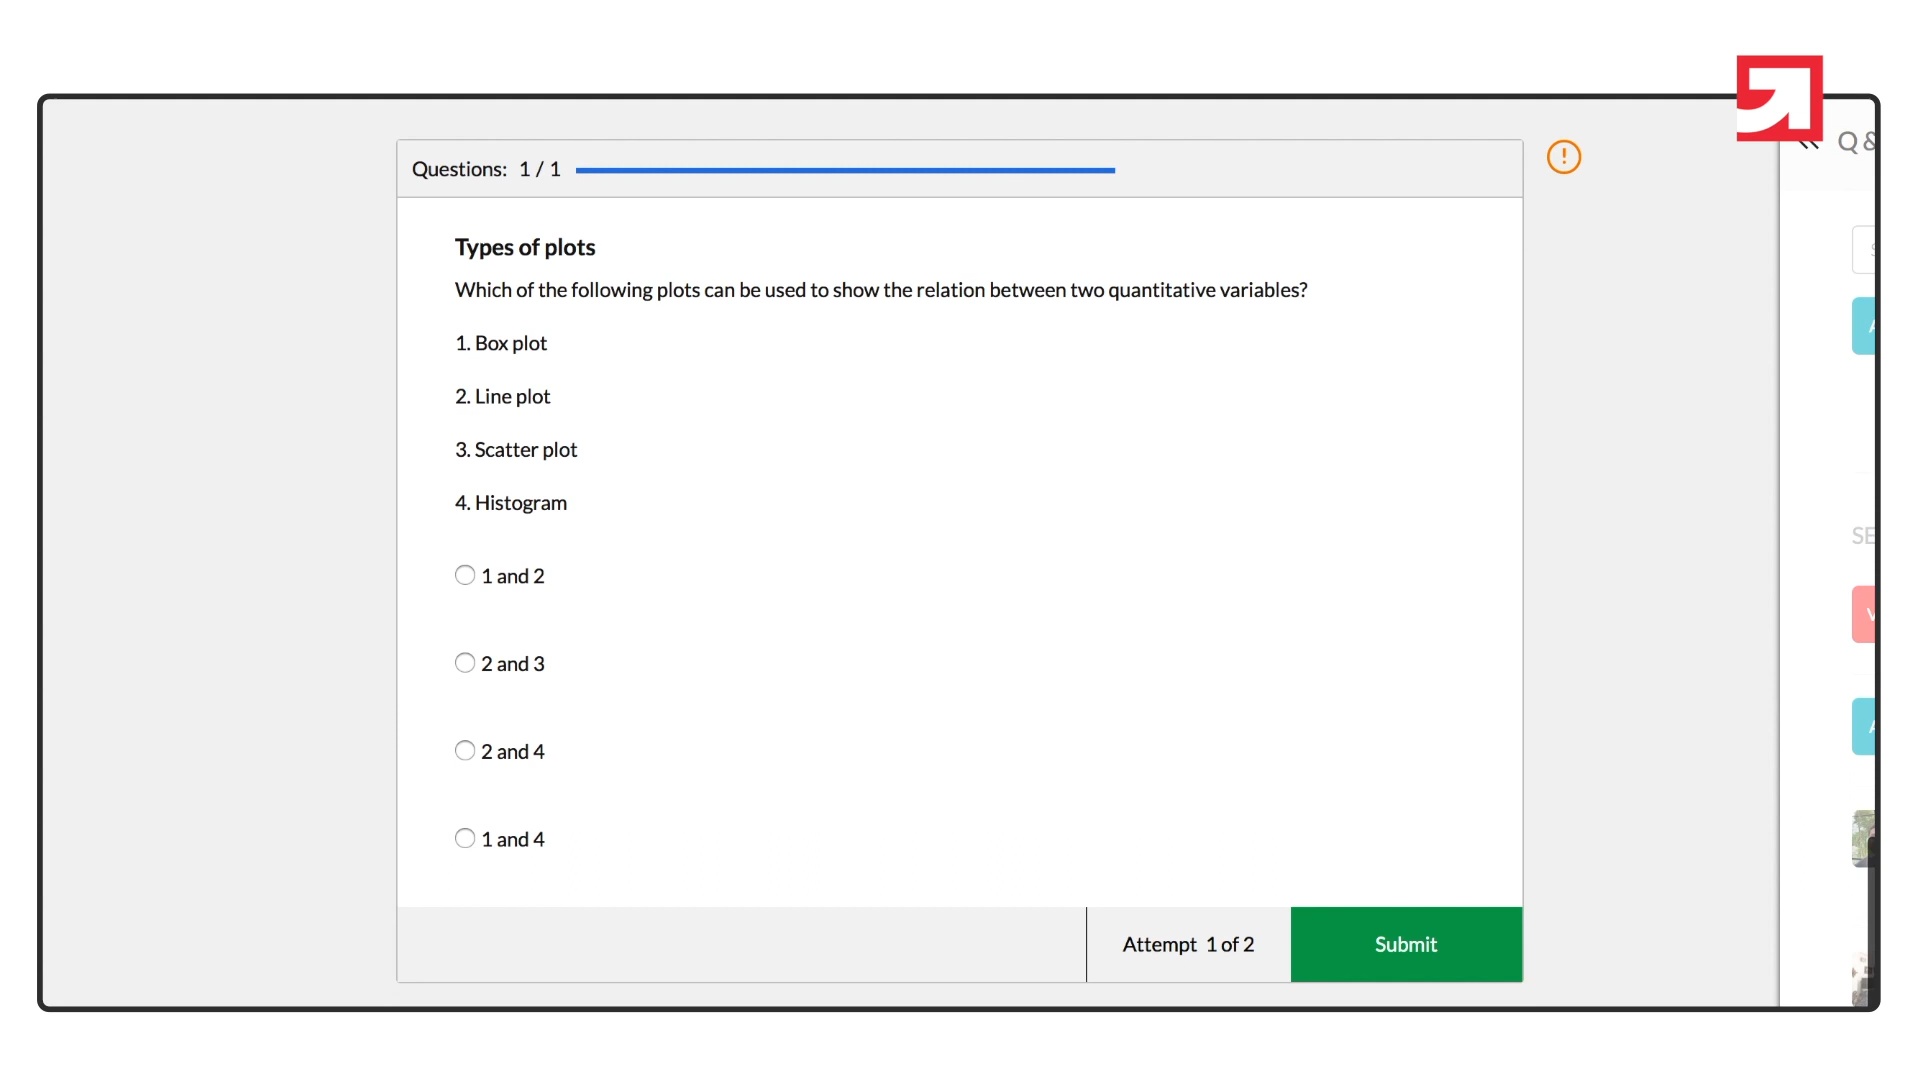 Questions: 1 / 1
Q &
Types of plots
Which of the following plots can be used to show the relation between two quantitative variables?
1. Box plot
2. Line plot
3. Scatter plot
4. Histogram
SE
1 and 2
2 and 3
2 and 4
1 and 4
Attempt 1 of 2
Submit